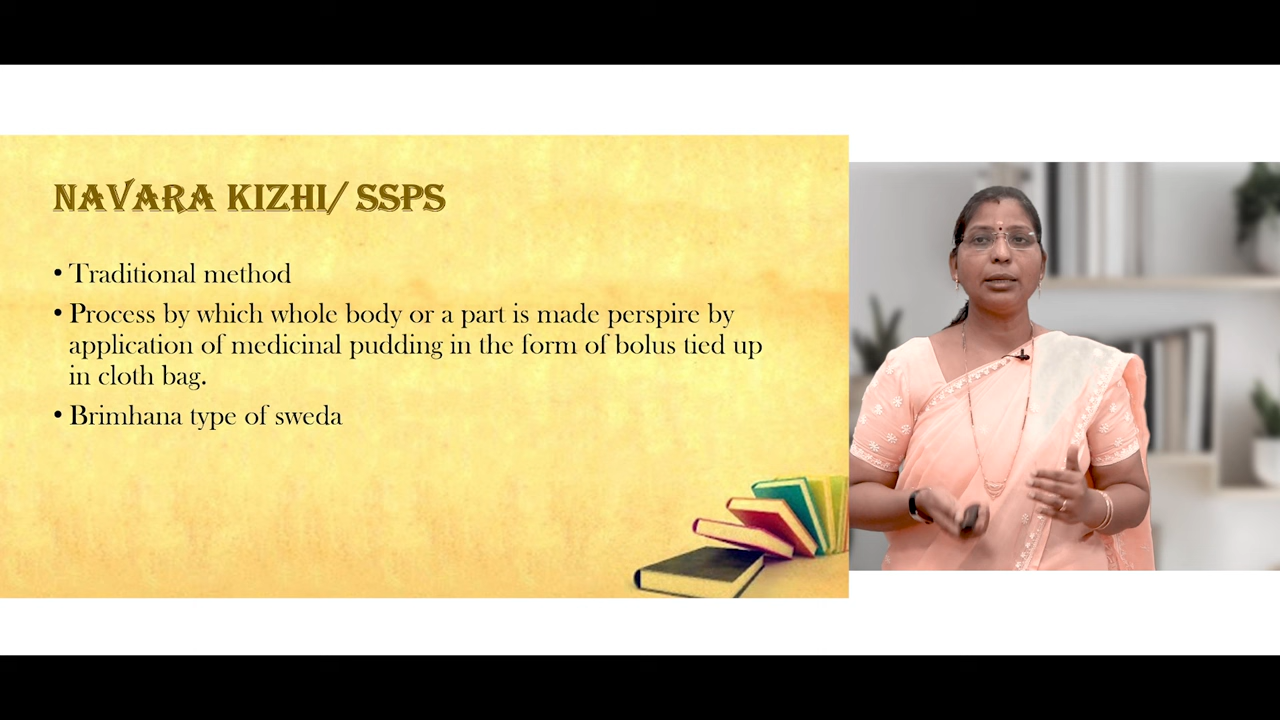 NAVARA KIZHI/ SSPS
• Traditional method
• Process by which whole body or a part is made perspire by
application of medicinal pudding in the form of bolus tied up
in cloth bag.
• Brimhana type of sweda